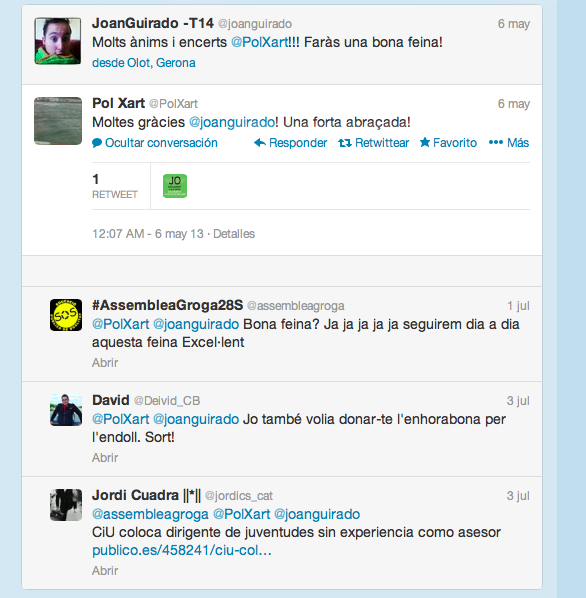 JoanGuirado -T14 @joanguirado 6 may
Molts ànims i encerts @PolXart!!! Faràs una bona feina!
desde Olot, Gerona
Pol Xart @PolXart 6 may
Moltes gràcies @joanguirado! Una forta abraçada!
Ocultar conversación Responder Retwittear Favorito Más
1
RETWEET
JO
12:07 AM - 6 may 13 · Detalles
#AssembleaGroga28S @assembleagroga 1 jul
SOS
@PolXart @joanguirado Bona feina? Ja ja ja ja ja seguirem dia a dia
aquesta feina Excel·lent
Abrir
David @Deivid_CB 3 jul
@PolXart @joanguirado Jo també volia donar-te l'enhorabona per
l'endoll. Sort!
Abrir
Jordi Cuadra ||*|| @jordics_cat 3 jul
@assembleagroga @PolXart @joanguirado
CiU coloca dirigente de juventudes sin experiencia como asesor
publico.es/458241/ciu-col…
Abrir